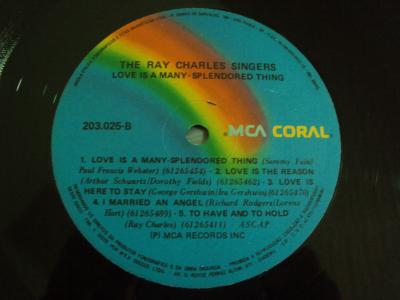 THE RAY CHARLES SINGERS
LOVE IS A MANY-SPLENDORED THING
203.025-B
MCA CORAL
1. LOVE IS A MANY-SPLENDORED THING (Sammy Fain/
Paul Francis Webster) (61265454) - 2. LOVE IS THE REASON
(Arthur Schwartz/Dorothy Fields) (61265462) - 3. LOVE IS
HERE TO STAY (George Gershwin/Ira Gershwin) (61265470)
4. I MARRIED AN ANGEL (Richard Rodgers/Lorenz
Hart) (61265489) - 5. TO HAVE AND TO HOLD
(Ray Charles) (61265411) - ASCAP
(P) MCA RECORDS INC